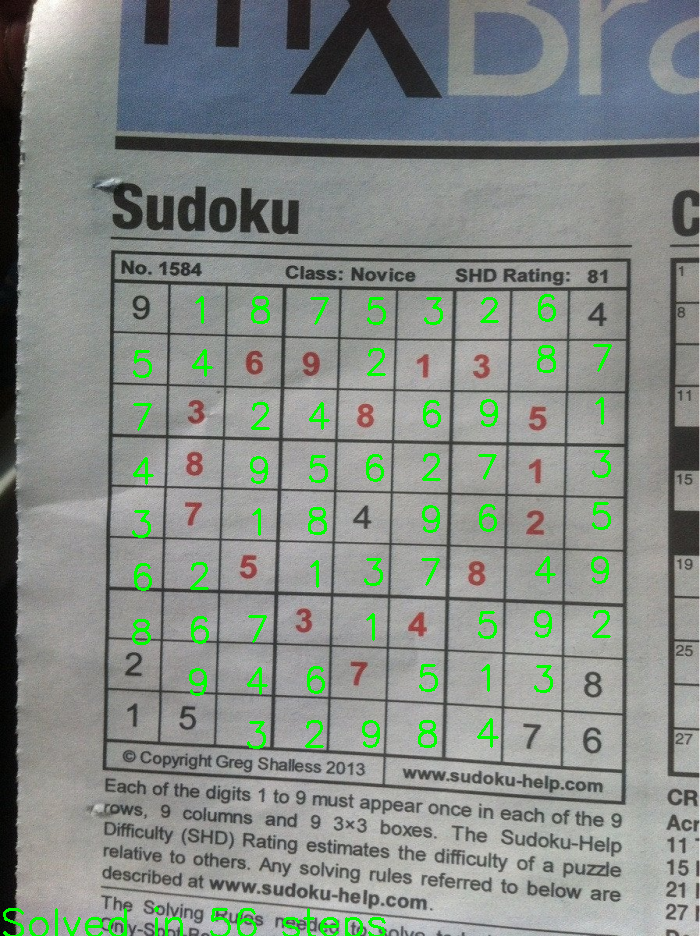 mx Bra
Sudoku
C
No. 1584 Class: Novice SHD Rating: 81
9 1 8 7 5 3 2 6 4
5 4 6 9 2 1 3 8 7
7 3 2 4 8 6 9 5 1
4 8 9 5 6 2 7 1 3
3 7 1 8 4 9 6 2 5
6 2 5 1 3 7 8 4 9
8 6 7 3 1 4 5 9 2
2 9 4 6 7 5 1 3 8
1 5 3 2 9 8 4 7 6
© Copyright Greg Shalless 2013 www.sudoku-help.com
Each of the digits 1 to 9 must appear once in each of the 9
rows, 9 columns and 9 3×3 boxes. The Sudoku-Help
Difficulty (SHD) Rating estimates the difficulty of a puzzle
relative to others. Any solving rules referred to below are
described at www.sudoku-help.com.
The Solving Rules needed to solve
Solved in 56 steps
1
8
11
15
19
25
27
CR
Acr
11
15
21
27